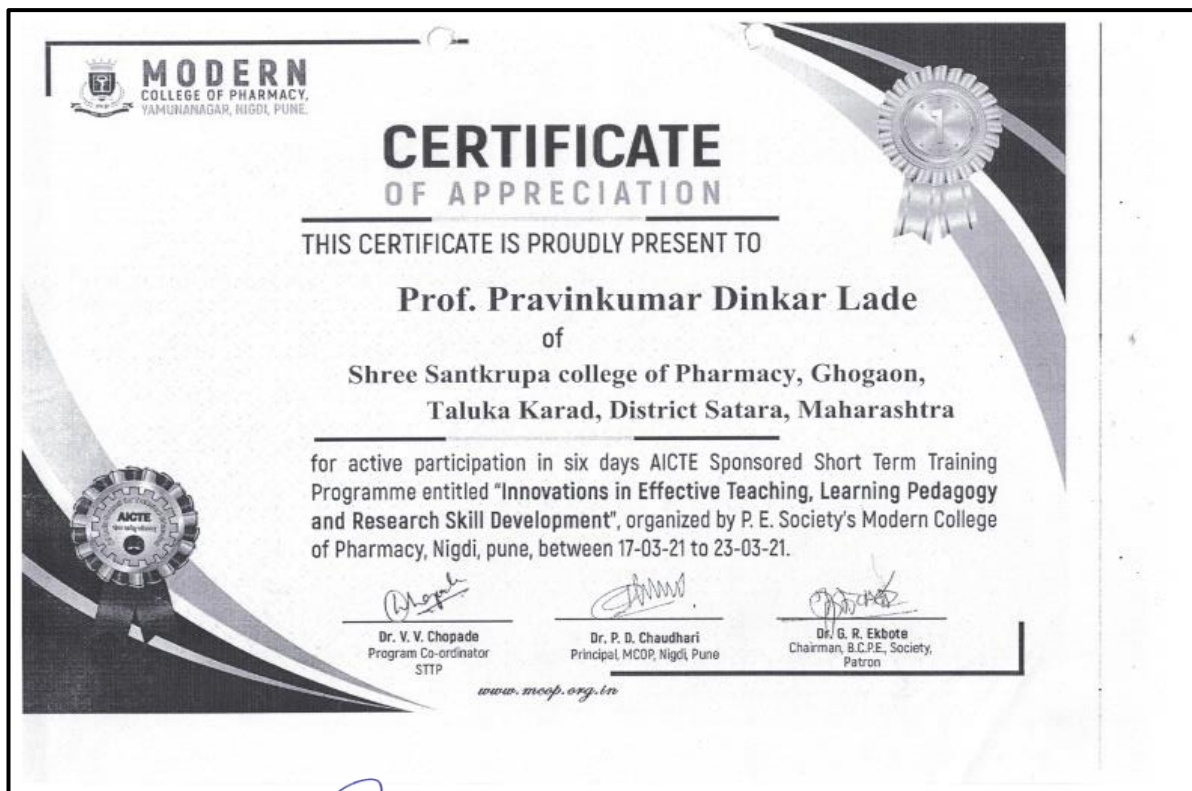 MODERN
COLLEGE OF PHARMACY,
YAMUNANAGAR, NIGDI, PUNE.
CERTIFICATE
OF APPRECIATION
1
THIS CERTIFICATE IS PROUDLY PRESENT TO
Prof. Pravinkumar Dinkar Lade
of
Shree Santkrupa college of Pharmacy, Ghogaon,
Taluka Karad, District Satara, Maharashtra
for active participation in six days AICTE Sponsored Short Term Training
Programme entitled "Innovations in Effective Teaching, Learning Pedagogy
and Research Skill Development", organized by P. E. Society's Modern College
of Pharmacy, Nigdi, pune, between 17-03-21 to 23-03-21.
AICTE
Dr. V. V. Chopade
Program Co-ordinator
STTP
Dr. P. D. Chaudhari
Principal, MCOP, Nigdi, Pune
Dr. G. R. Ekbote
Chairman, B.C.P.E., Society,
Patron
www.mcop.org.in